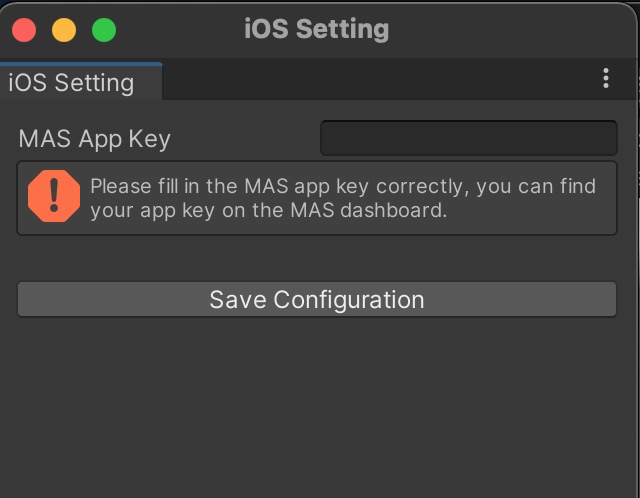 iOS Setting
iOS Setting
MAS App Key
Please fill in the MAS app key correctly, you can find
your app key on the MAS dashboard.
Save Configuration